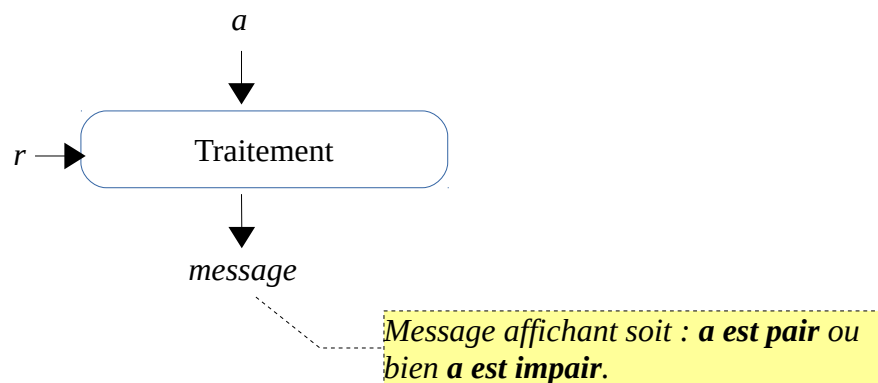 a
Traitement
r
message
Message affichant soit : a est pair ou
bien a est impair.